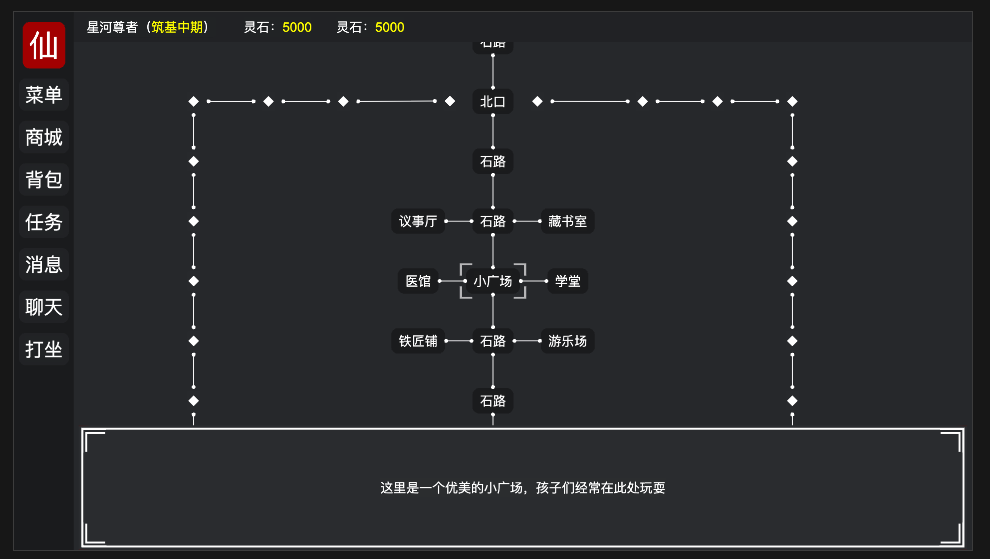 星河尊者（筑基中期） 灵石：5000 灵石：5000
仙
菜单
商城
背包
任务
消息
聊天
打坐
石路
北口
石路
议事厅 石路 藏书室
医馆 小广场 学堂
铁匠铺 石路 游乐场
石路
这里是一个优美的小广场，孩子们经常在此处玩耍